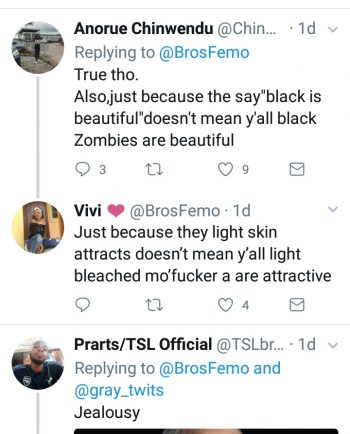 Anorue Chinwendu @Chin... · 1d
Replying to @BrosFemo
True tho.
Also,just because the say"black is
beautiful"doesn't mean y'all black
Zombies are beautiful
3
9
Vivi @BrosFemo · 1d
Just because they light skin
attracts doesn’t mean y’all light
bleached mo’fucker a are attractive
4
Prarts/TSL Official @TSLbr... · 1d
Replying to @BrosFemo and
@gray_twits
Jealousy